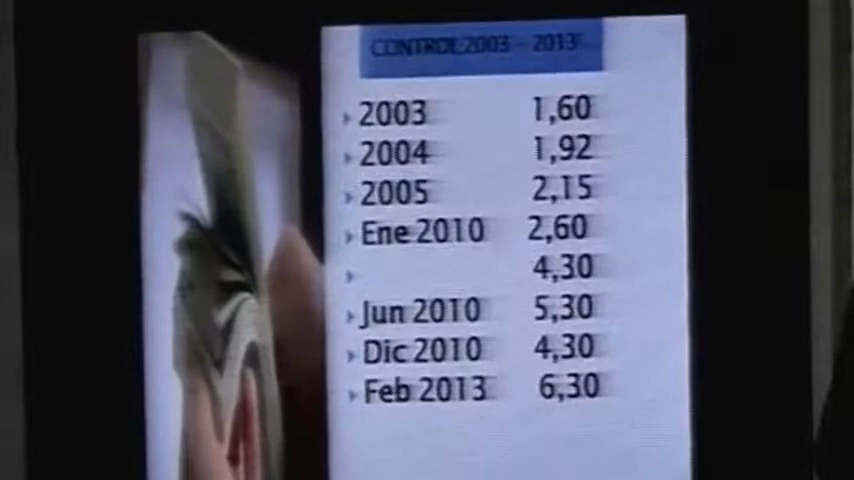 CONTROL 2003 - 2013
2003 1,60
2004 1,92
2005 2,15
Ene 2010 2,60
4,30
Jun 2010 5,30
Dic 2010 4,30
Feb 2013 6,30